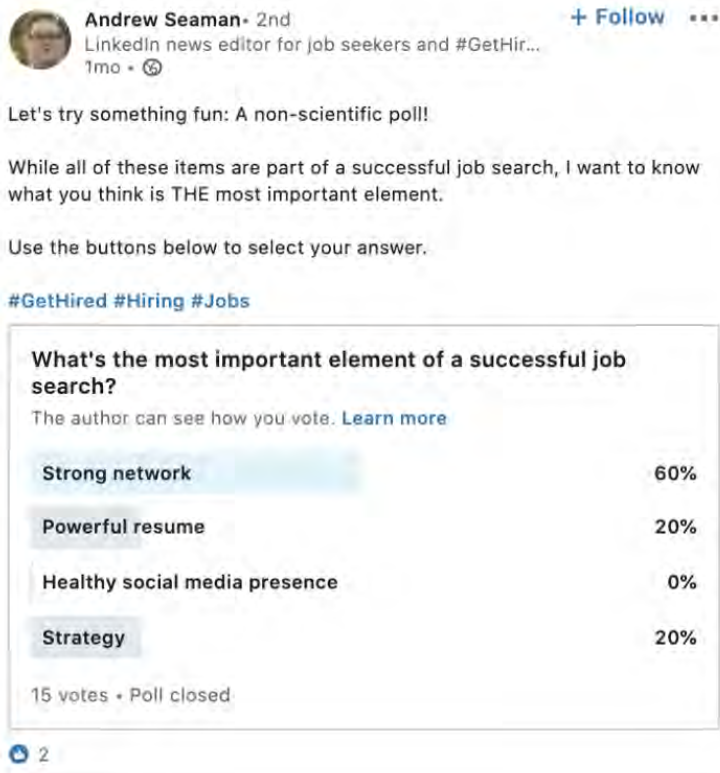 Andrew Seaman • 2nd
LinkedIn news editor for job seekers and #GetHir...
1mo •
+ Follow
Let's try something fun: A non-scientific poll!
While all of these items are part of a successful job search, I want to know
what you think is THE most important element.
Use the buttons below to select your answer.
#GetHired #Hiring #Jobs
What's the most important element of a successful job
search?
The author can see how you vote. Learn more
Strong network 60%
Powerful resume 20%
Healthy social media presence 0%
Strategy 20%
15 votes • Poll closed
2